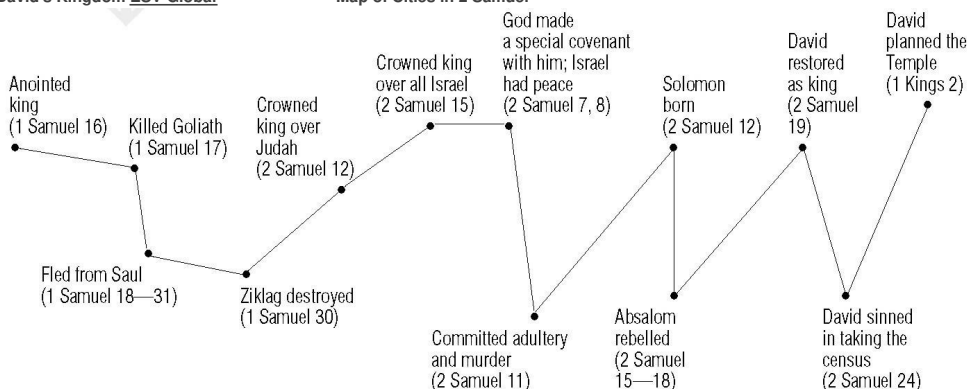 David's Kingdom ESV Global
Map of Cities in 2 Samuel
Anointed
king
(1 Samuel 16)
Killed Goliath
(1 Samuel 17)
Fled from Saul
(1 Samuel 18—31)
Ziklag destroyed
(1 Samuel 30)
Crowned
king over
Judah
(2 Samuel 12)
Crowned king
over all Israel
(2 Samuel 15)
God made
a special covenant
with him; Israel
had peace
(2 Samuel 7, 8)
Committed adultery
and murder
(2 Samuel 11)
Solomon
born
(2 Samuel 12)
Absalom
rebelled
(2 Samuel
15—18)
David
restored
as king
(2 Samuel
19)
David sinned
in taking the
census
(2 Samuel 24)
David
planned the
Temple
(1 Kings 2)